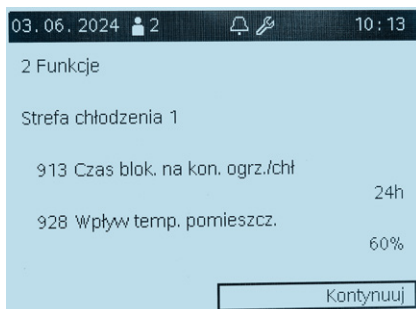 03.06.2024 2 10:13
2 Funkcje
Strefa chłodzenia 1
913 Czas blok. na kon. ogrz./chł
24h
928 Wpływ temp. pomieszcz.
60%
Kontynuuj